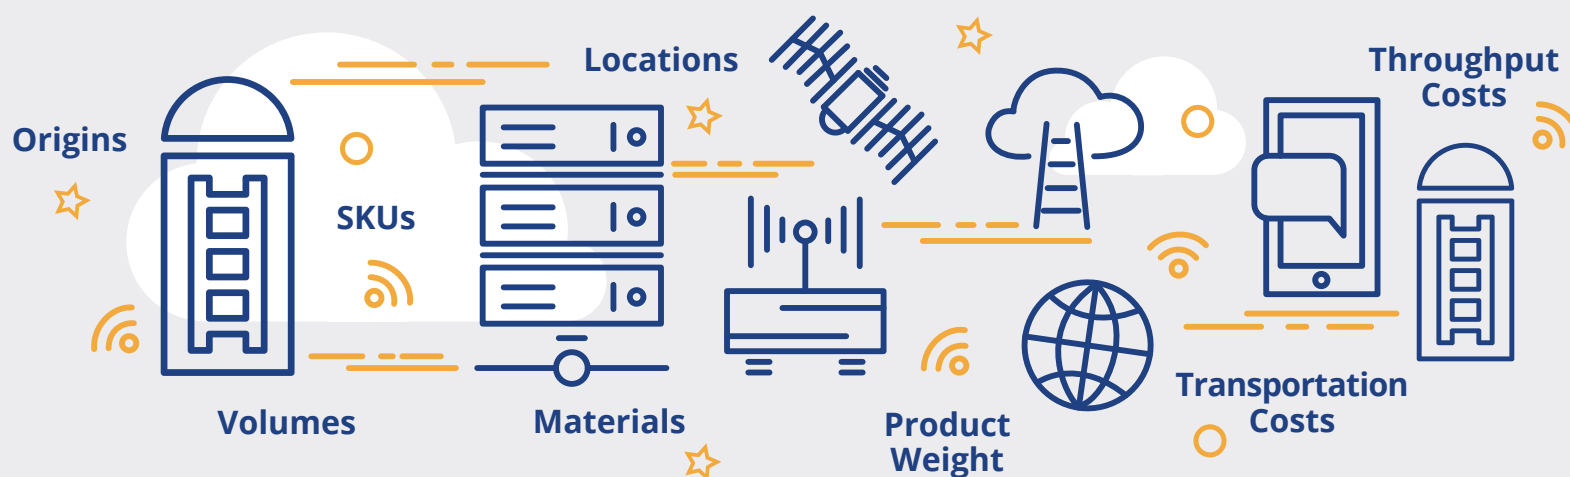 Origins
SKUs
Volumes
Locations
Materials
Product
Weight
Transportation
Costs
Throughput
Costs